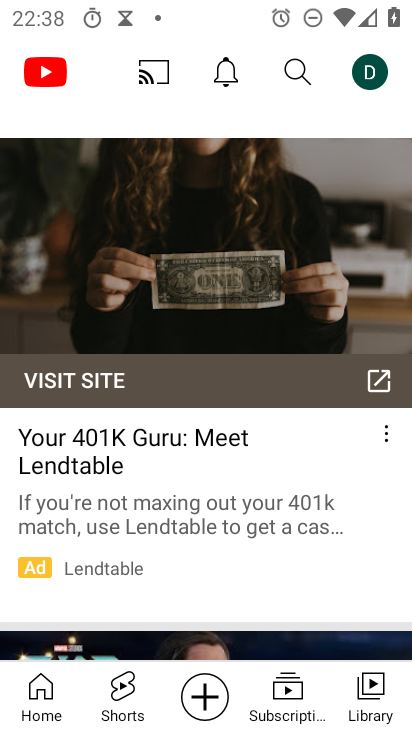 22:38
D
ONE
VISIT SITE
Your 401K Guru: Meet
Lendtable
If you're not maxing out your 401k
match, use Lendtable to get a cas...
Ad Lendtable
Home Shorts Subscripti... Library